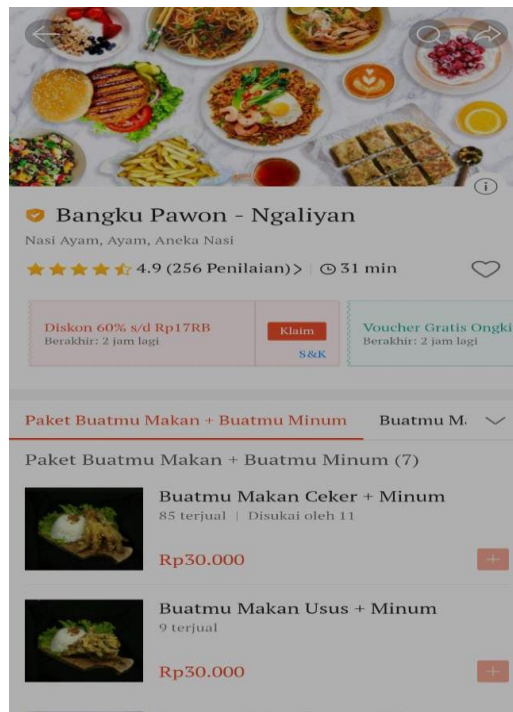 Bangku Pawon - Ngaliyan
Nasi Ayam, Ayam, Aneka Nasi
4.9 (256 Penilaian) > | 31 min
Diskon 60% s/d Rp17RB
Berakhir: 2 jam lagi
Klaim
S&K
Voucher Gratis Ongki
Berakhir: 2 jam lagi
Paket Buatmu Makan + Buatmu Minum
Buatmu M
Paket Buatmu Makan + Buatmu Minum (7)
Buatmu Makan Ceker + Minum
85 terjual | Disukai oleh 11
Rp30.000
Buatmu Makan Usus + Minum
9 terjual
Rp30.000